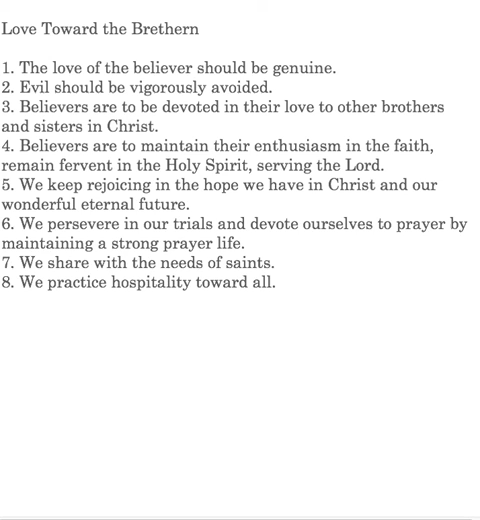 Love Toward the Brethern
1. The love of the believer should be genuine.
2. Evil should be vigorously avoided.
3. Believers are to be devoted in their love to other brothers
and sisters in Christ.
4. Believers are to maintain their enthusiasm in the faith,
remain fervent in the Holy Spirit, serving the Lord.
5. We keep rejoicing in the hope we have in Christ and our
wonderful eternal future.
6. We persevere in our trials and devote ourselves to prayer by
maintaining a strong prayer life.
7. We share with the needs of saints.
8. We practice hospitality toward all.